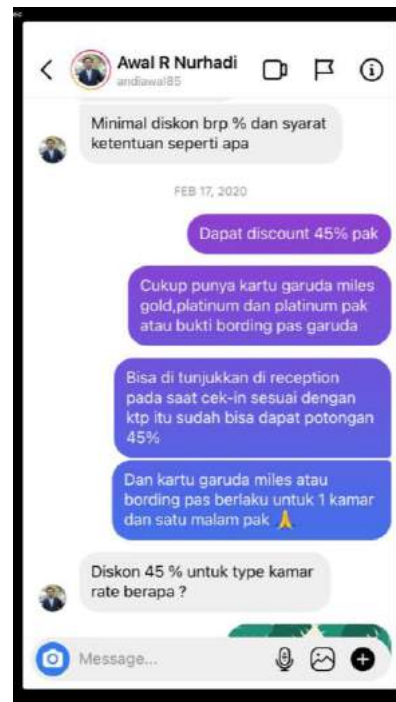 Awal R Nurhadi
andiawal85
Minimal diskon brp % dan syarat
ketentuan seperti apa
FEB 17, 2020
Dapat discount 45% pak
Cukup punya kartu garuda miles
gold,platinum dan platinum pak
atau bukti bording pas garuda
Bisa di tunjukkan di reception
pada saat cek-in sesuai dengan
ktp itu sudah bisa dapat potongan
45%
Dan kartu garuda miles atau
bording pas berlaku untuk 1 kamar
dan satu malam pak 🙏
Diskon 45 % untuk type kamar
rate berapa ?
Message...